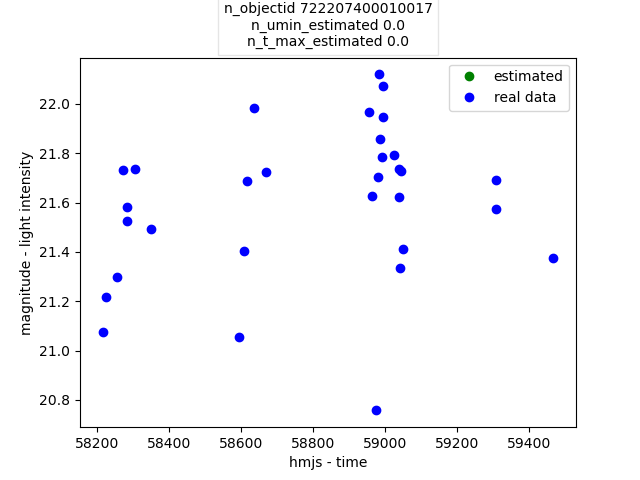 n_objectid 722207400010017
n_umin_estimated 0.0
n_t_max_estimated 0.0
estimated
real data
22.0
21.8
21.6
21.4
21.2
21.0
20.8
magnitude - light intensity
58200 58400 58600 58800 59000 59200 59400
hmjs - time